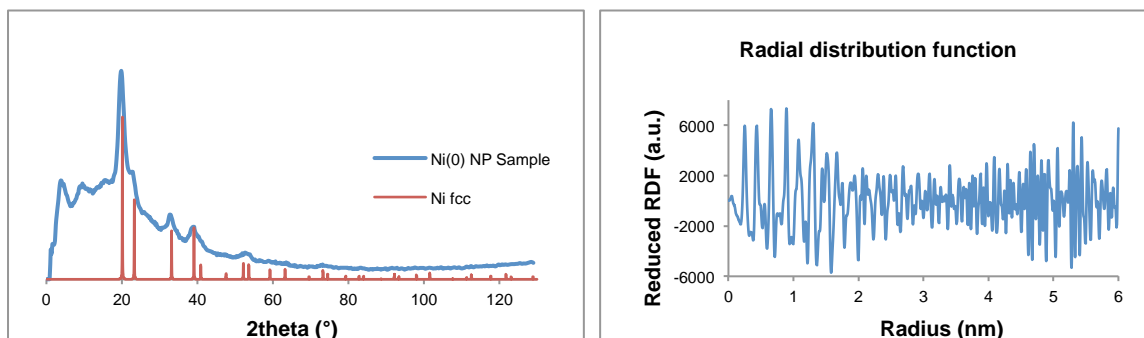 Ni(0) NP Sample
Ni fcc
0 20 40 60 80 100 120
2theta (°)
Radial distribution function
Reduced RDF (a.u.)
6000
2000
-2000
-6000
0 1 2 3 4 5 6
Radius (nm)